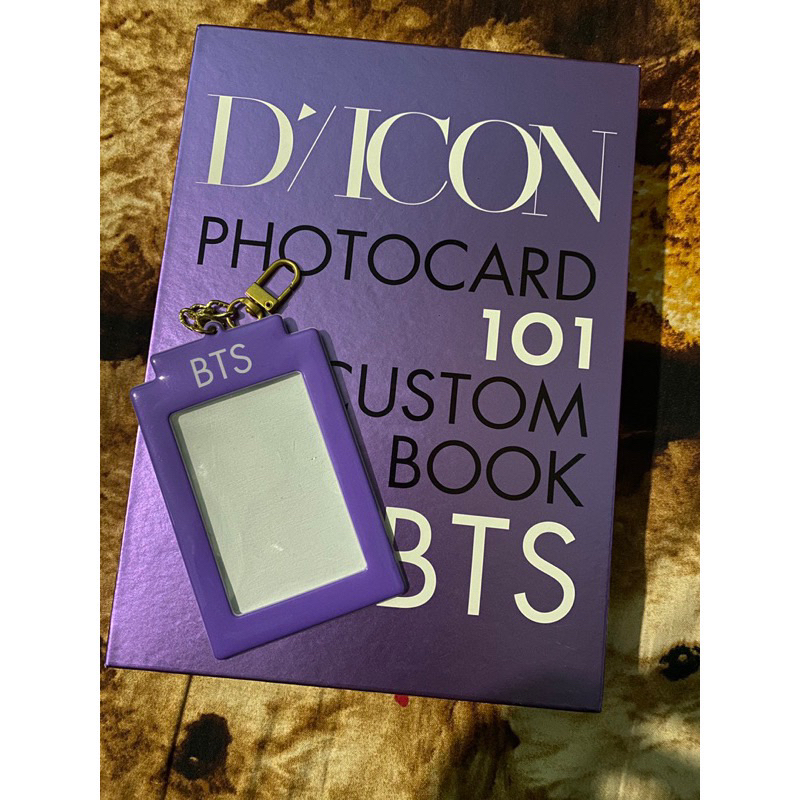 D'/ICON
PHOTOCARD
101
CUSTOM
BOOK
BTS
BTS